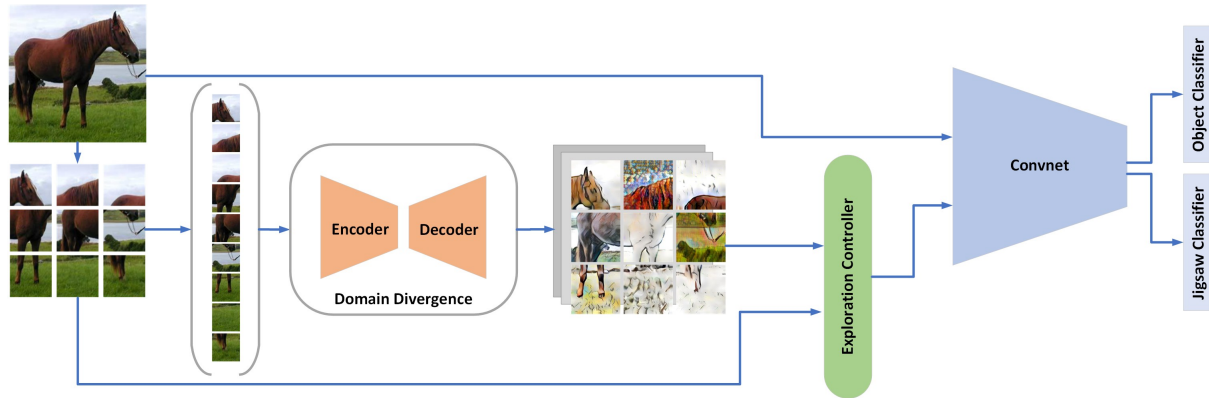 Encoder
Decoder
Domain Divergence
Exploration Controller
Convnet
Object Classifier
Jigsaw Classifier